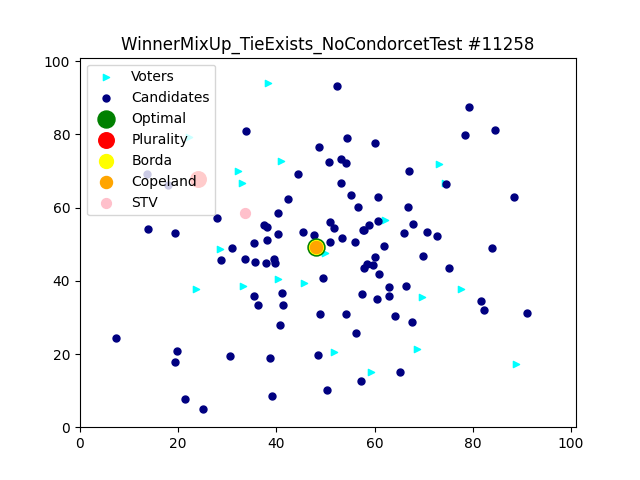 WinnerMixUp_TieExists_NoCondorcetTest #11258
Voters
Candidates
Optimal
Plurality
Borda
Copeland
STV
100
80
60
40
20
0
0 20 40 60 80 100